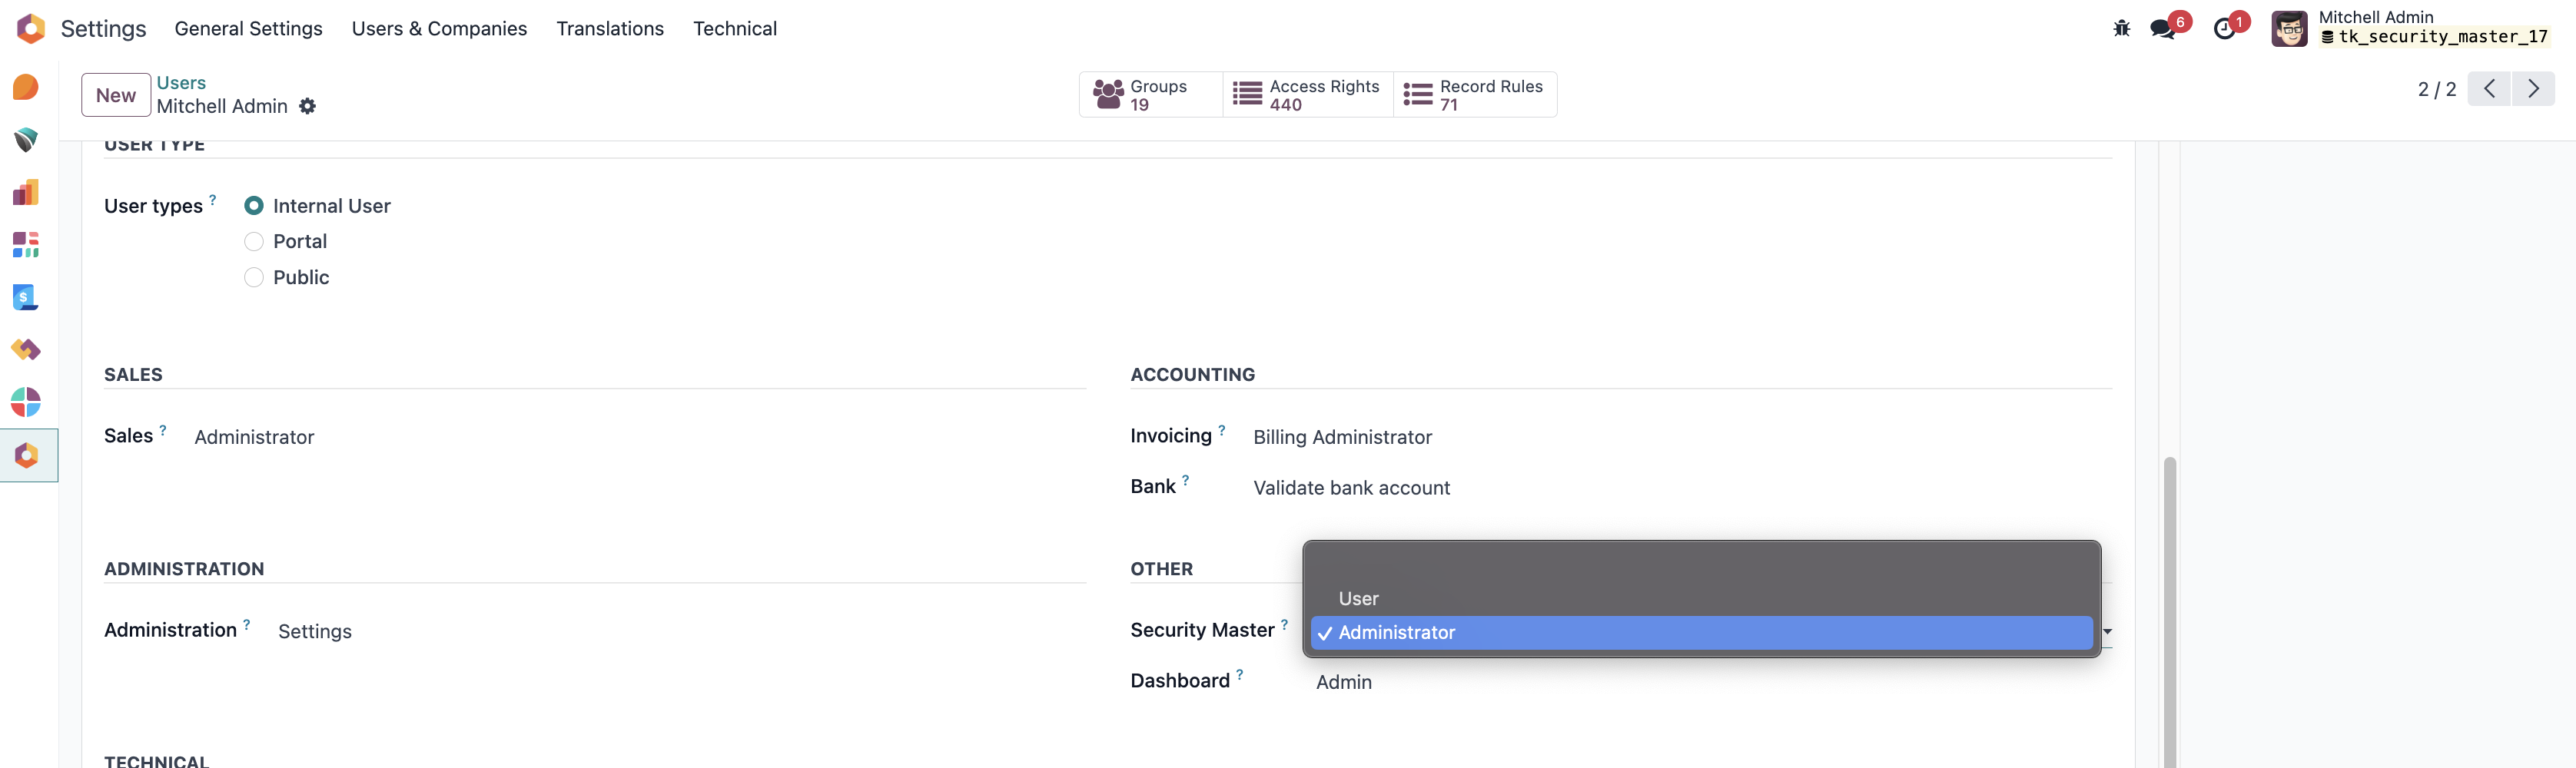 Settings General Settings Users & Companies Translations Technical 6 1 Mitchell Admin
tk_security_master_17
New Users
Mitchell Admin
Groups
19
Access Rights
440
Record Rules
71
2 / 2
USER TYPE
User types ? Internal User
Portal
Public
SALES
Sales ? Administrator
ACCOUNTING
Invoicing ? Billing Administrator
Bank ? Validate bank account
ADMINISTRATION
Administration ? Settings
OTHER
User
Security Master ? Administrator
Dashboard ? Admin
TECHNICAL